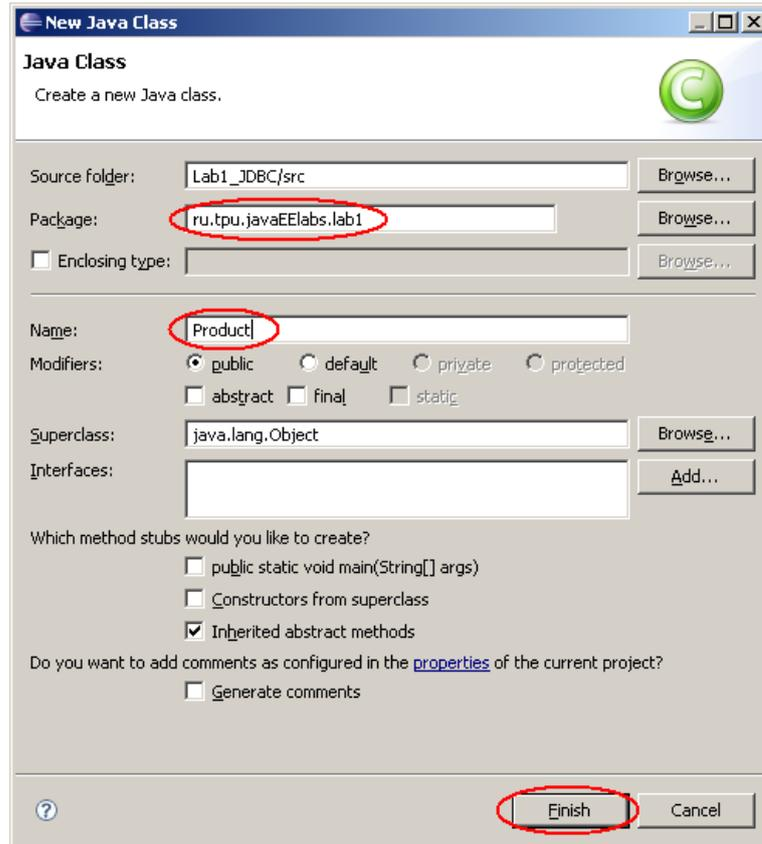 New Java Class
Java Class
Create a new Java class.
Source folder: Lab1_JDBC/src Browse...
Package: ru.tpu.javaEElabs.lab1 Browse...
Enclosing type: Browse...
Name: Product
Modifiers: public default private protected
abstract final static
Superclass: java.lang.Object Browse...
Interfaces: Add...
Which method stubs would you like to create?
public static void main(String[] args)
Constructors from superclass
Inherited abstract methods
Do you want to add comments as configured in the properties of the current project?
Generate comments
Finish Cancel